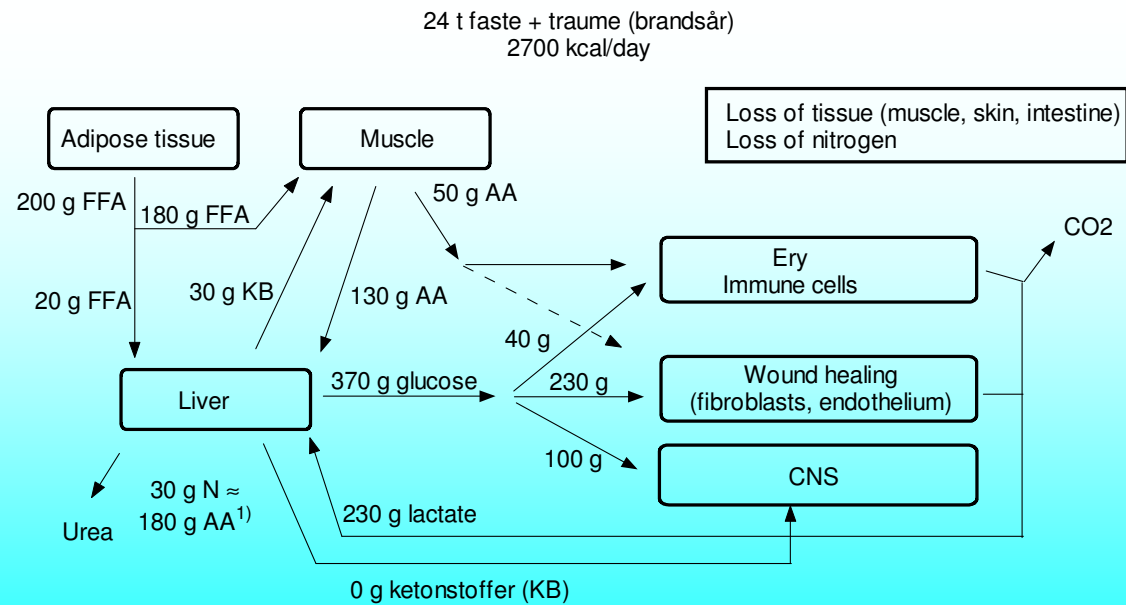 24 t faste + traume (brandsår)
2700 kcal/day
Loss of tissue (muscle, skin, intestine)
Loss of nitrogen
Adipose tissue
Muscle
200 g FFA
180 g FFA
50 g AA
CO2
Ery
Immune cells
20 g FFA
30 g KB
130 g AA
40 g
370 g glucose
230 g
Wound healing
(fibroblasts, endothelium)
Liver
100 g
CNS
30 g N ≈
180 g AA1)
Urea
230 g lactate
0 g ketonstoffer (KB)